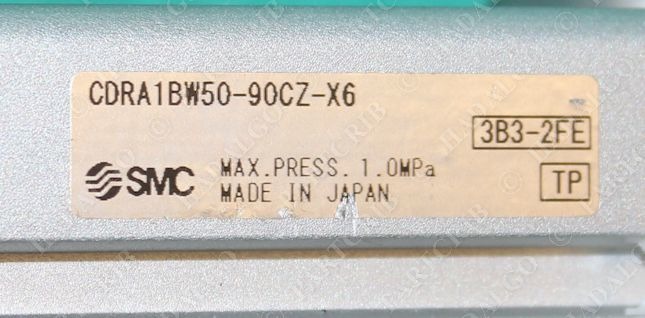 CDRA1BW50-90CZ-X6
3B3-2FE
SMC MAX.PRESS. 1.0MPa
MADE IN JAPAN
TP